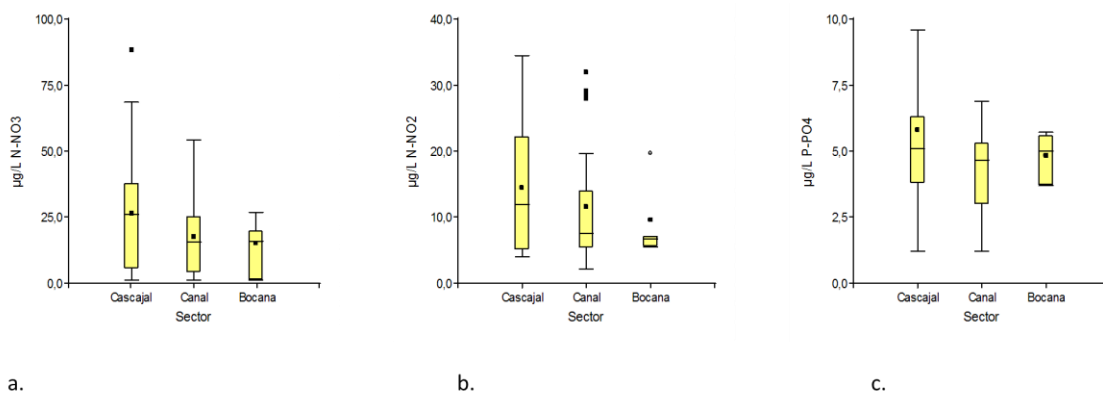 100,0
75,0
50,0
25,0
0,0
µg/L N-NO3
Cascajal Canal Bocana
Sector
40,0
30,0
20,0
10,0
0,0
µg/L N-NO2
Cascajal Canal Bocana
Sector
10,0
7,5
5,0
2,5
0,0
µg/L P-PO4
Cascajal Canal Bocana
Sector
a. b. c.